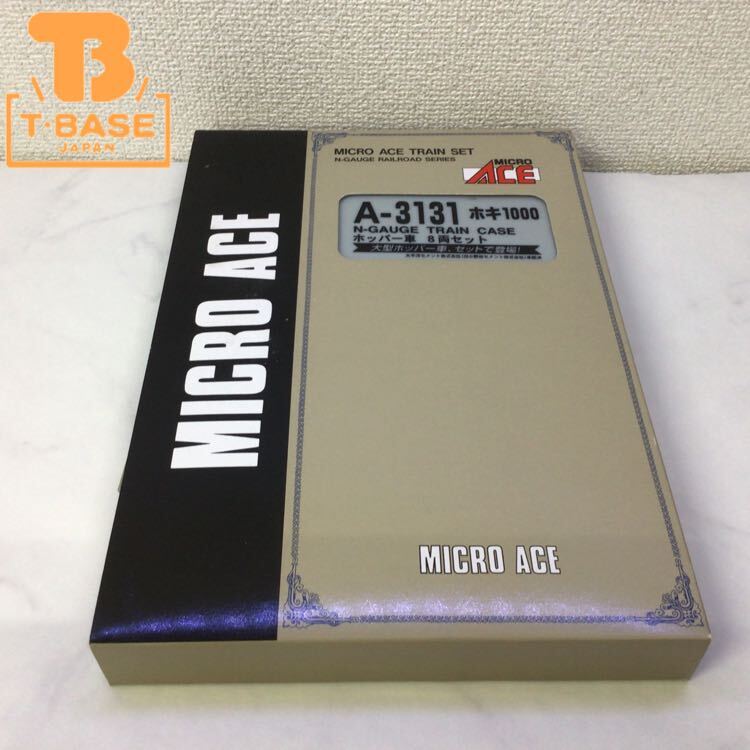 T·BASE
JAPAN
MICRO ACE
MICRO ACE TRAIN SET
N-GAUGE RAILROAD SERIES
MICRO
ACE
A-3131 ホキ1000
N-GAUGE TRAIN CASE
ホッパー車 8両セット
大型ホッパー車、セットで登場!
MICRO ACE